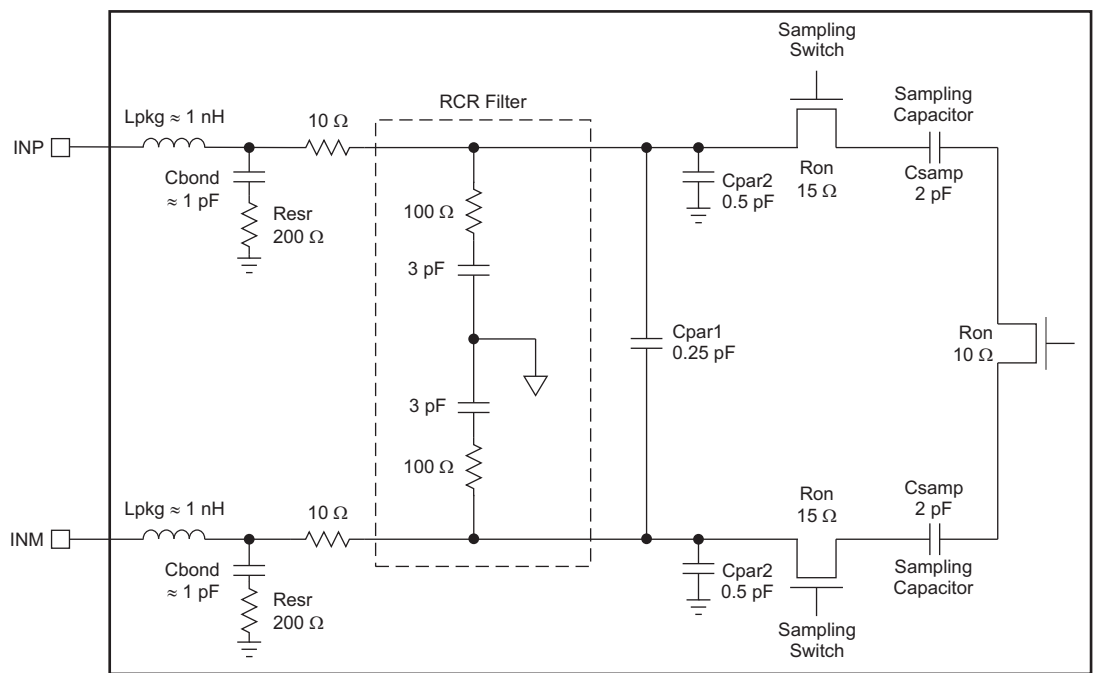 Sampling
Switch
Sampling
Capacitor
RCR Filter
Lpkg ≈ 1 nH
10 Ω
INP
Cbond
≈ 1 pF
Resr
200 Ω
100 Ω
3 pF
Cpar2
0.5 pF
Ron
15 Ω
Csamp
2 pF
Cpar1
0.25 pF
Ron
10 Ω
3 pF
100 Ω
Lpkg ≈ 1 nH
10 Ω
Ron
15 Ω
Csamp
2 pF
INM
Cbond
≈ 1 pF
Resr
200 Ω
Cpar2
0.5 pF
Sampling
Capacitor
Sampling
Switch